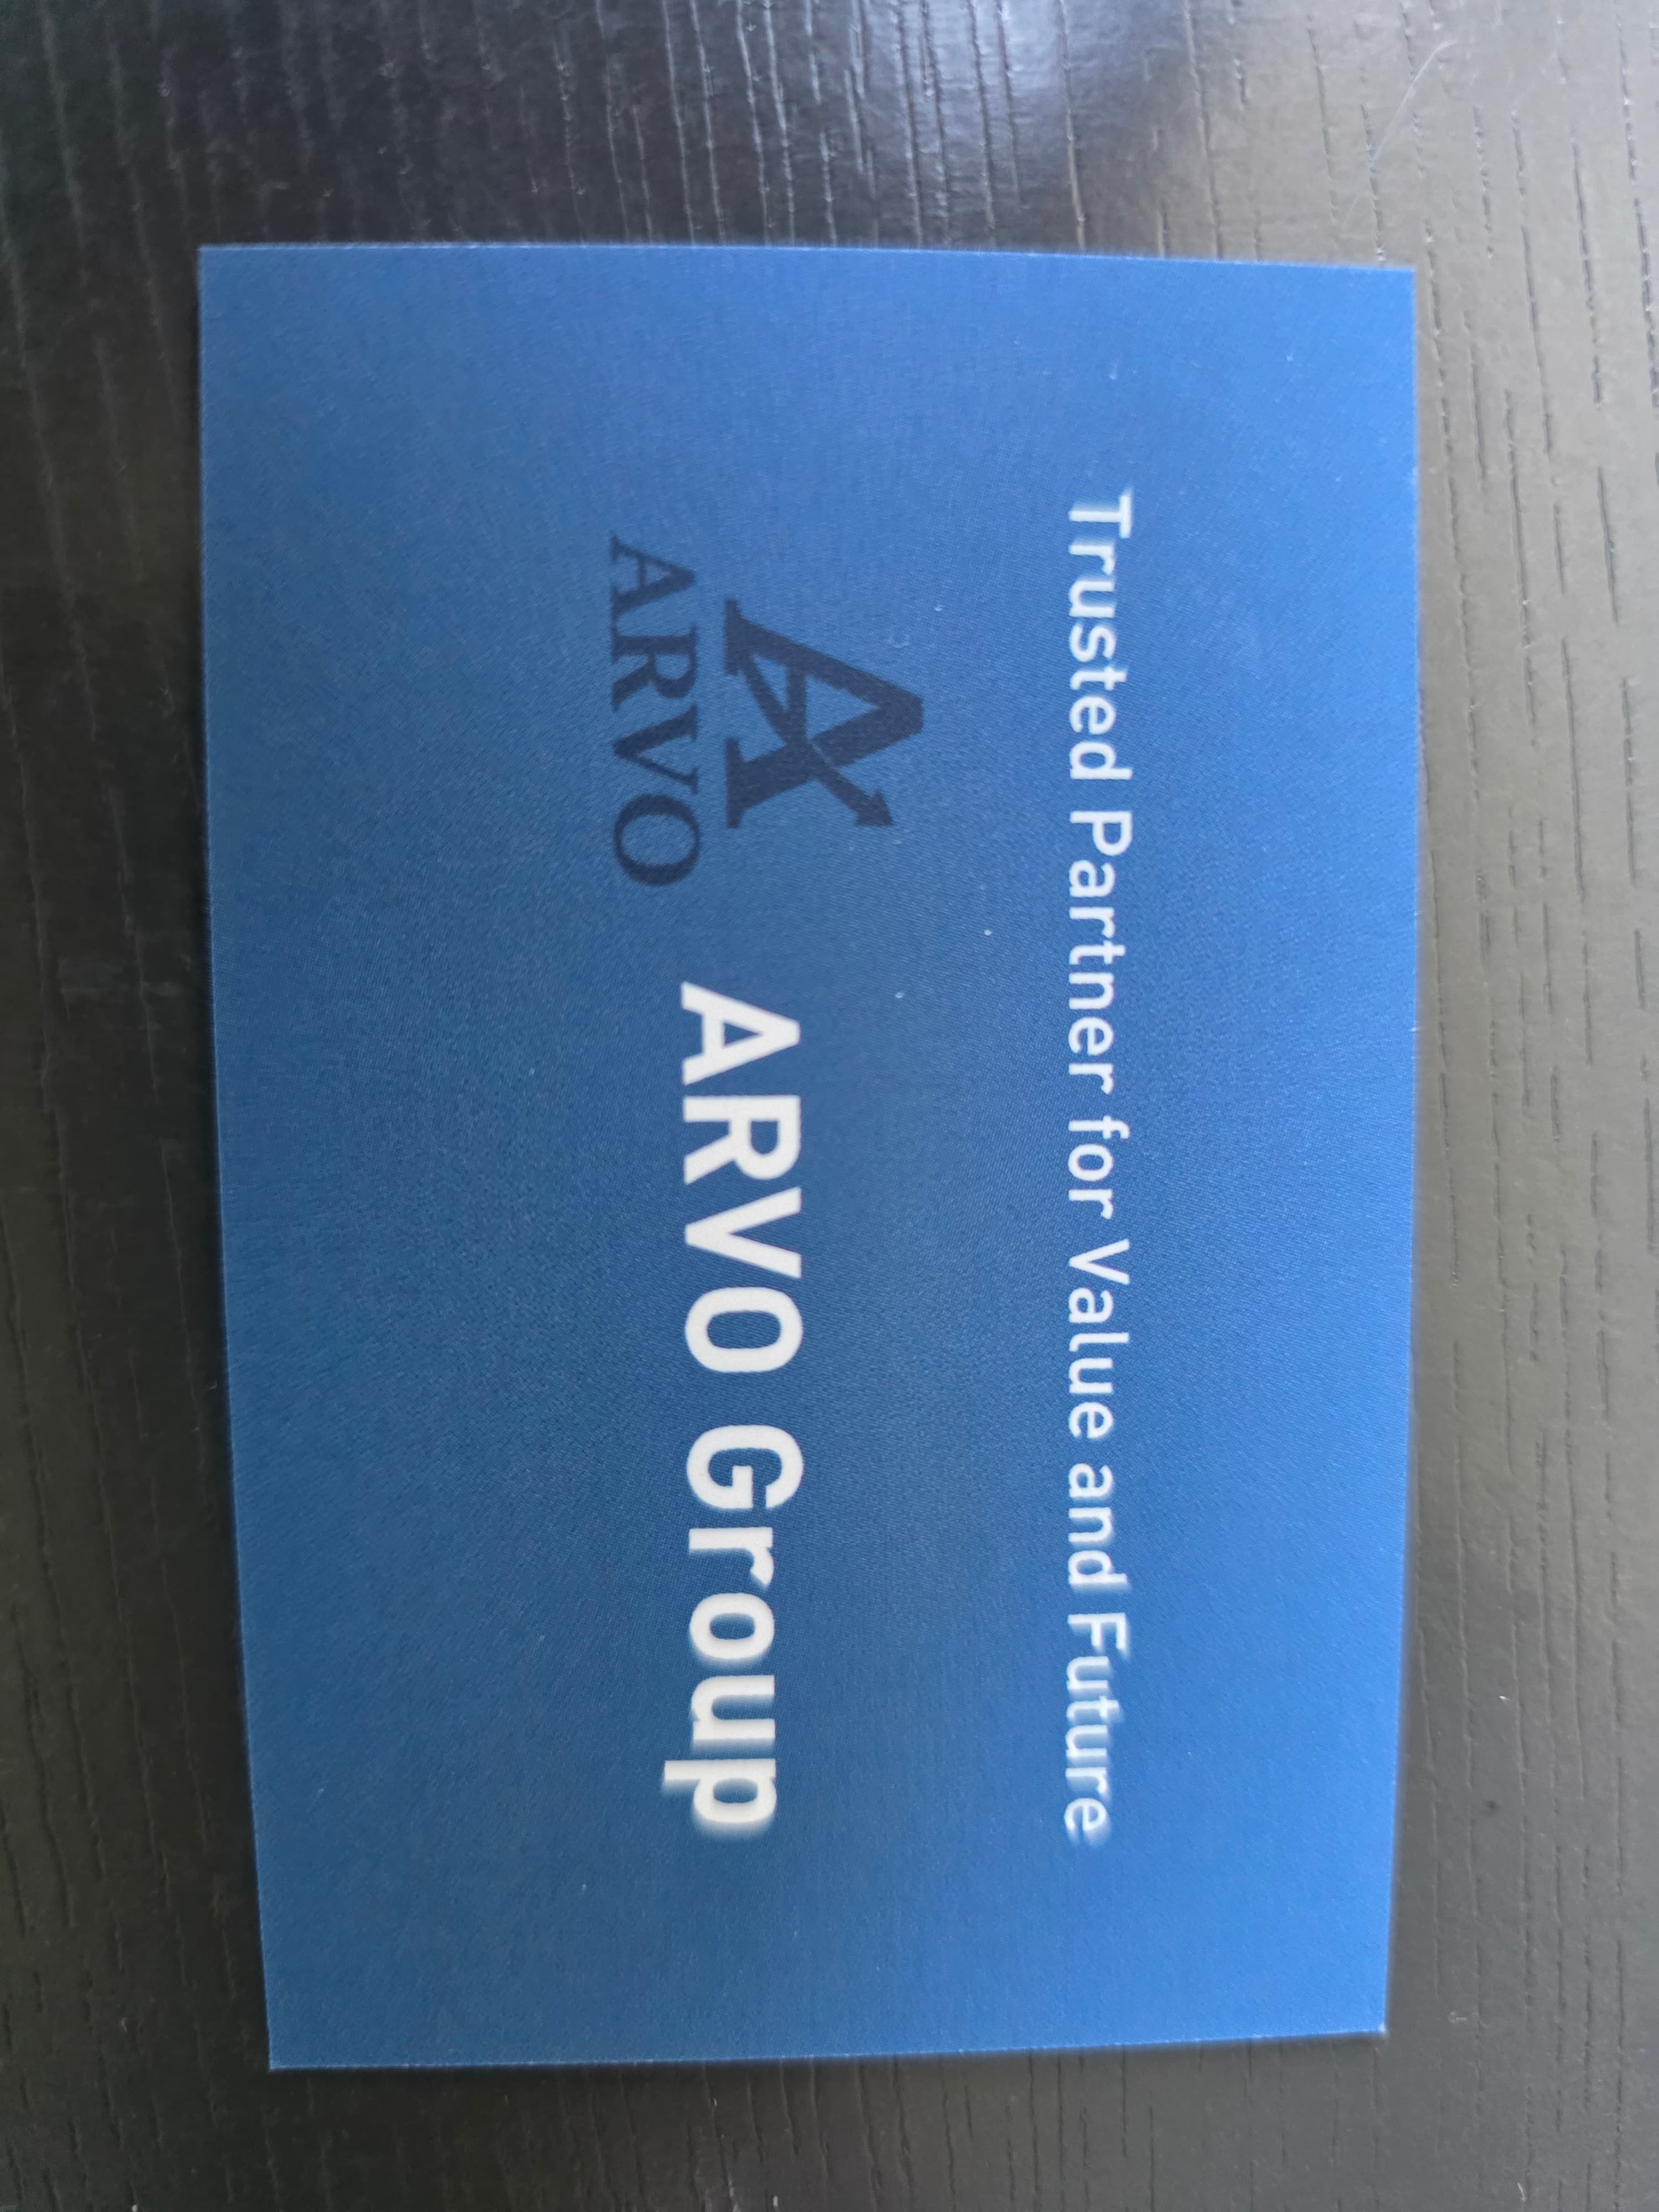 Trusted Partner for Value and Future
A
ARVO
ARVO Group